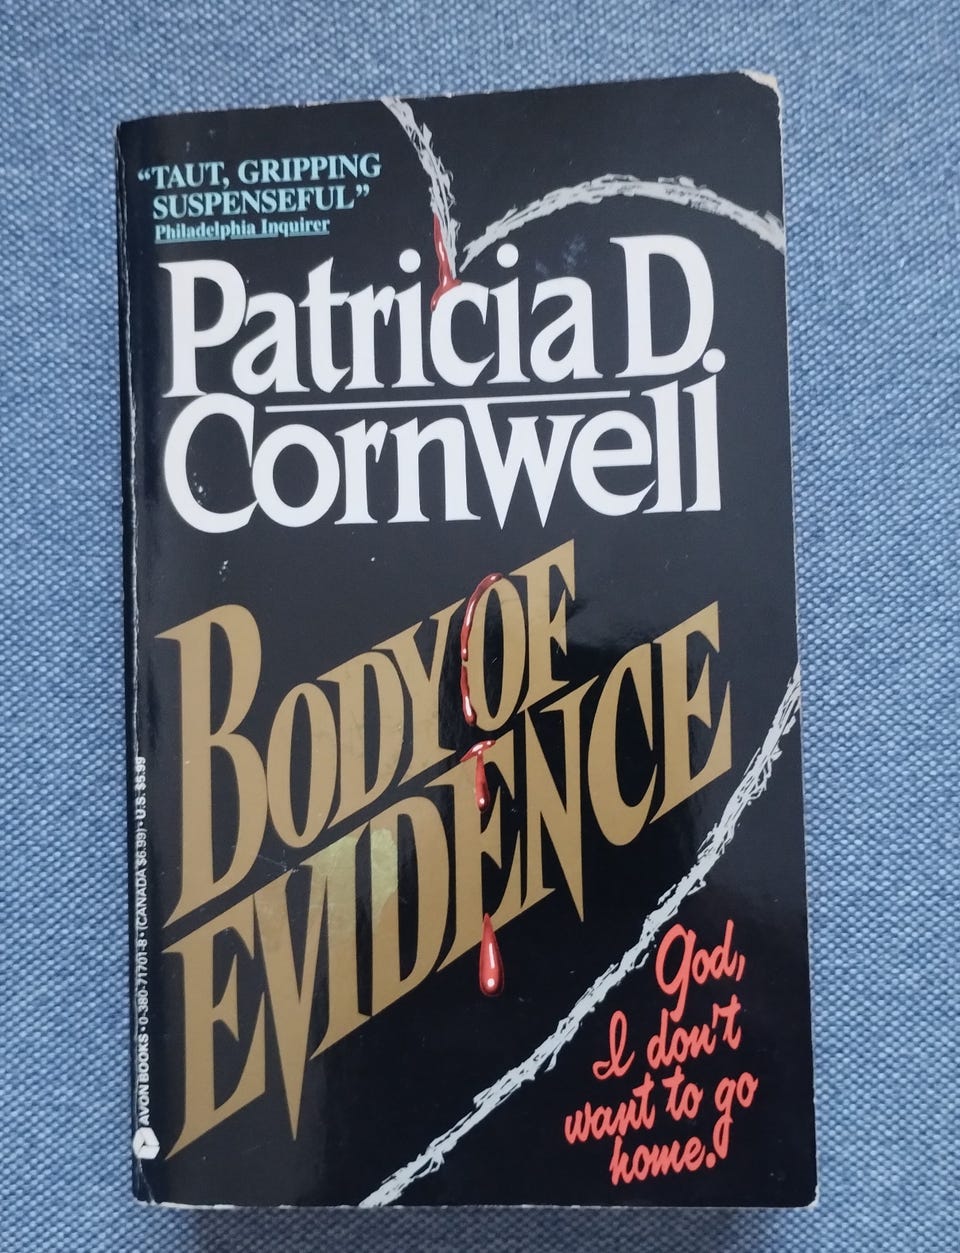 “TAUT, GRIPPING
SUSPENSEFUL”
Philadelphia Inquirer
Patricia D.
Cornwell
BODY OF
EVIDENCE
God,
I don't
want to go
home.
AVON BOOKS • 0-380-71701-8 • (CANADA $6.99) • U.S. $5.99